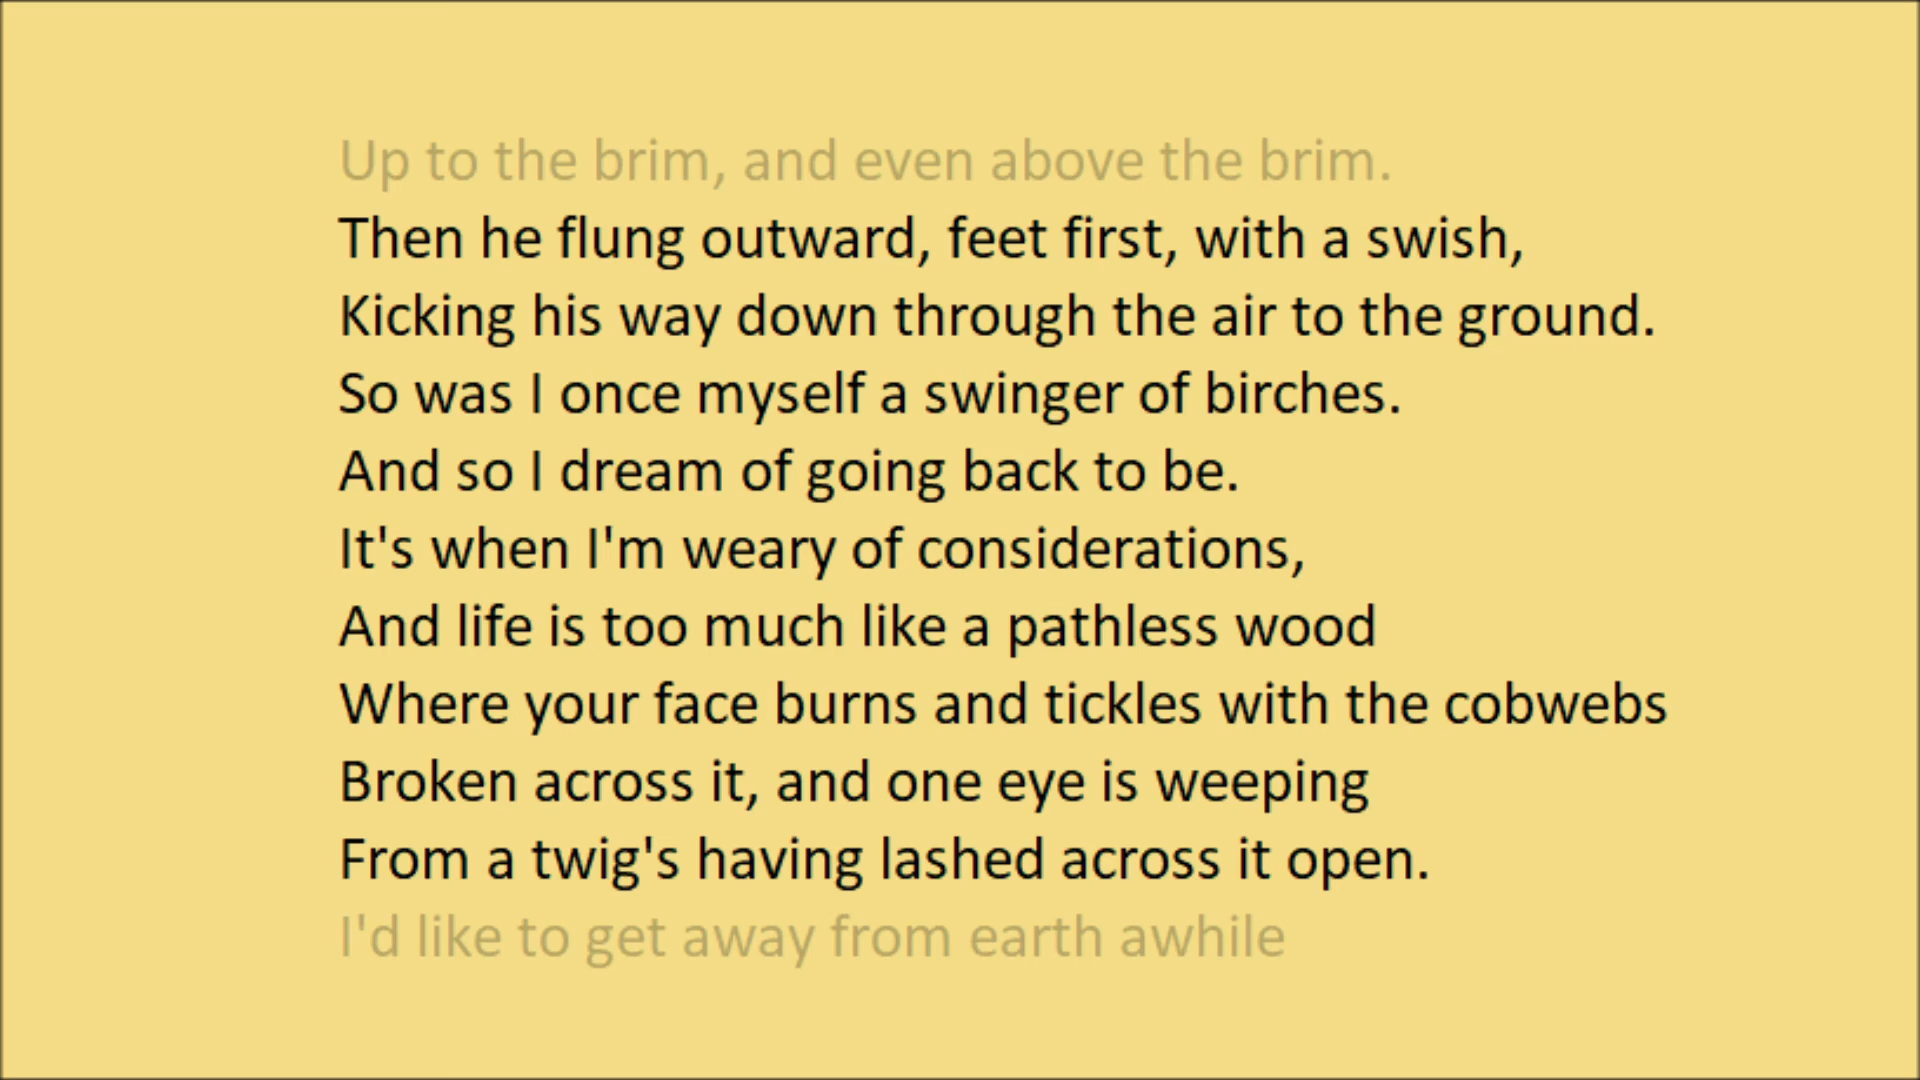 Up to the brim, and even above the brim.
Then he flung outward, feet first, with a swish,
Kicking his way down through the air to the ground.
So was I once myself a swinger of birches.
And so I dream of going back to be.
It's when I'm weary of considerations,
And life is too much like a pathless wood
Where your face burns and tickles with the cobwebs
Broken across it, and one eye is weeping
From a twig's having lashed across it open.
I'd like to get away from earth awhile